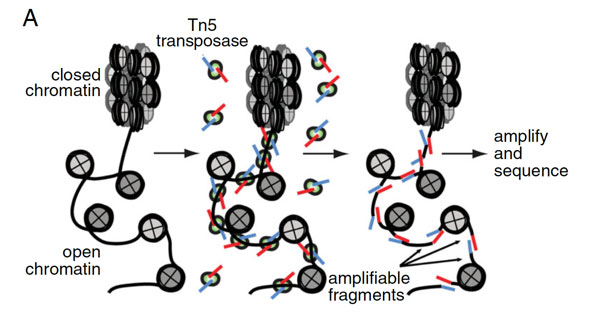 A
Tn5
transposase
closed
chromatin
amplify
and
sequence
open
chromatin
amplifiable
fragments